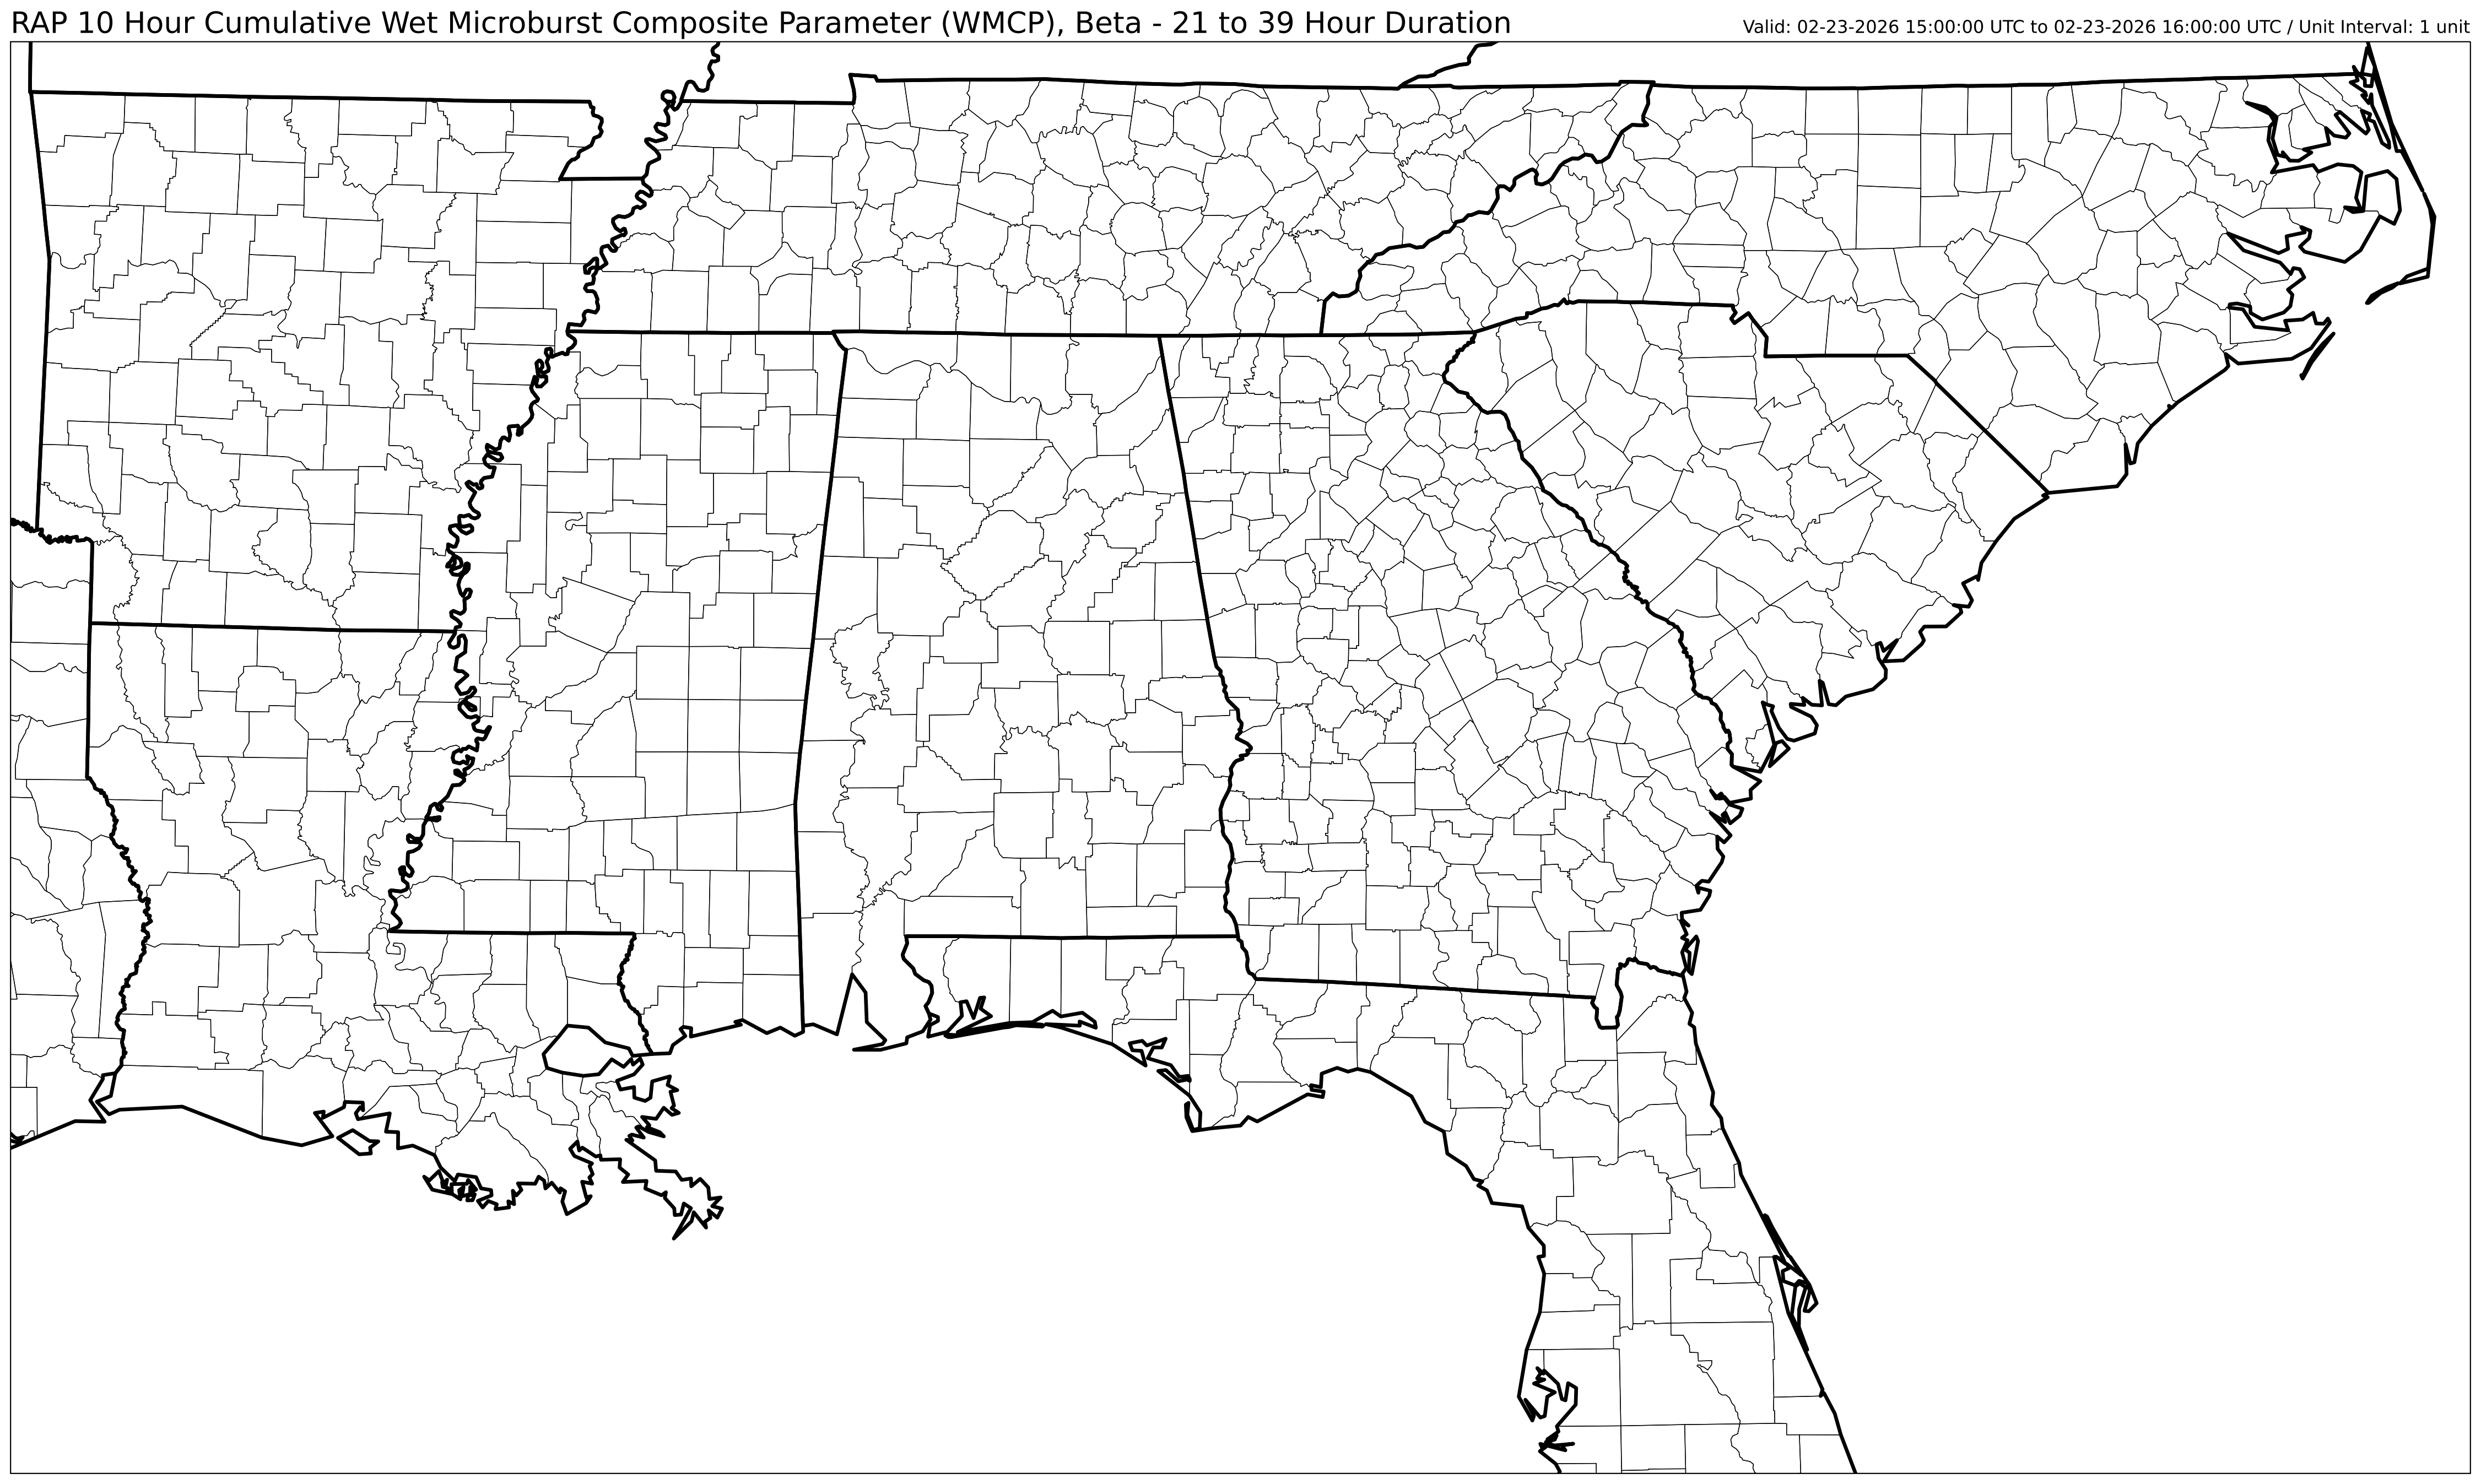 RAP 10 Hour Cumulative Wet Microburst Composite Parameter (WMCP), Beta - 21 to 39 Hour Duration
Valid: 02-23-2026 15:00:00 UTC to 02-23-2026 16:00:00 UTC / Unit Interval: 1 unit